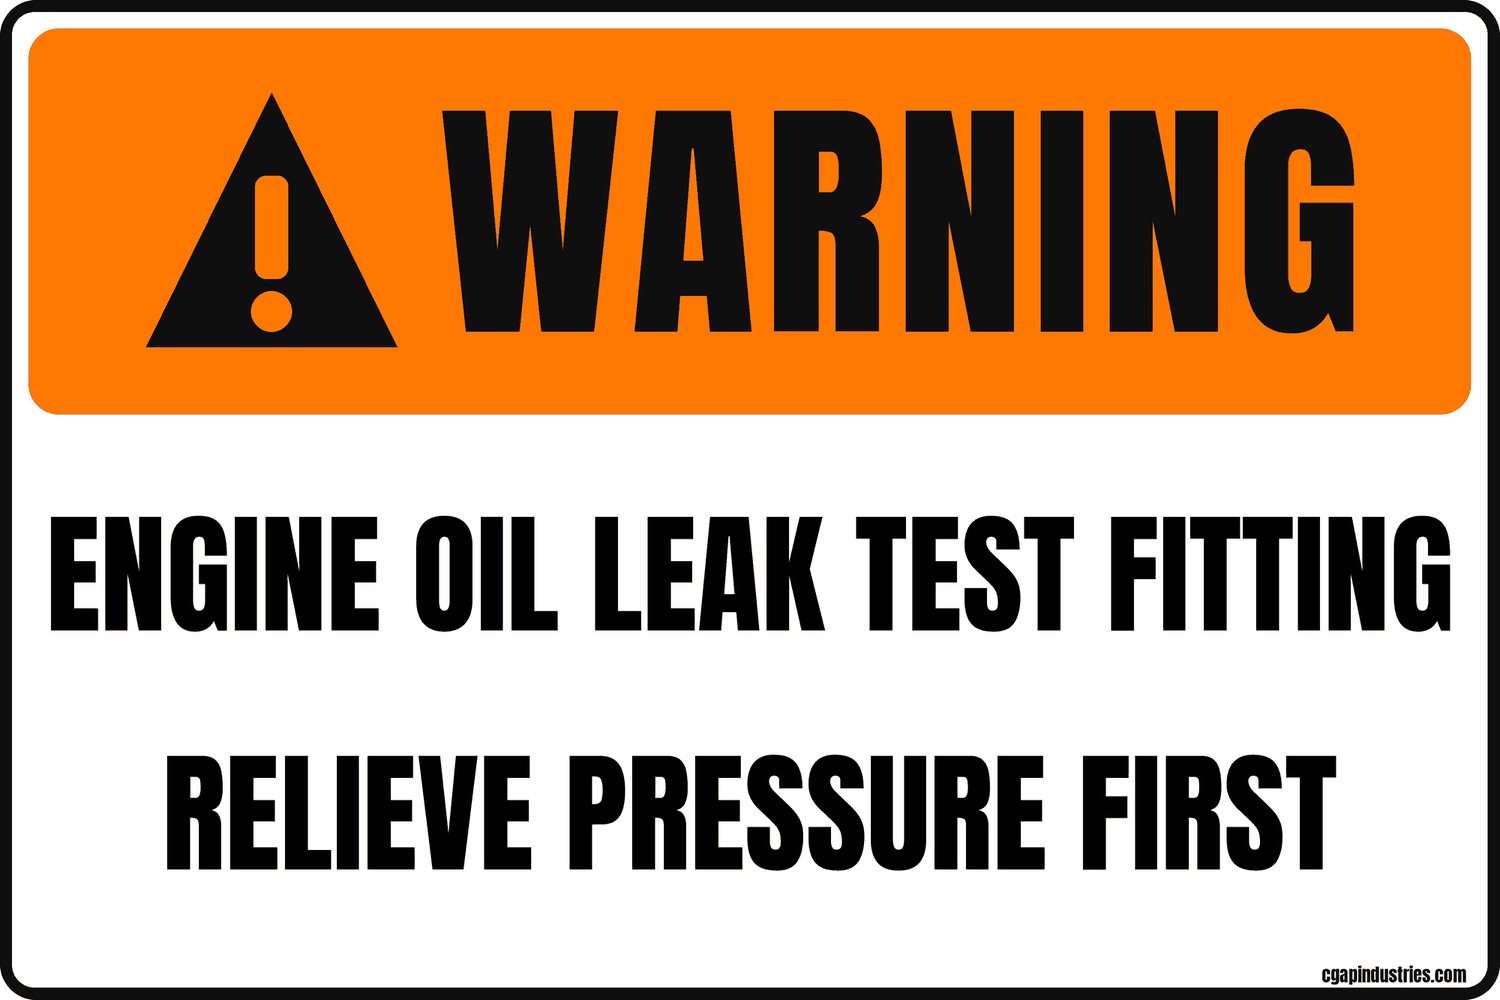 WARNING
ENGINE OIL LEAK TEST FITTING
RELIEVE PRESSURE FIRST
cgapindustries.com